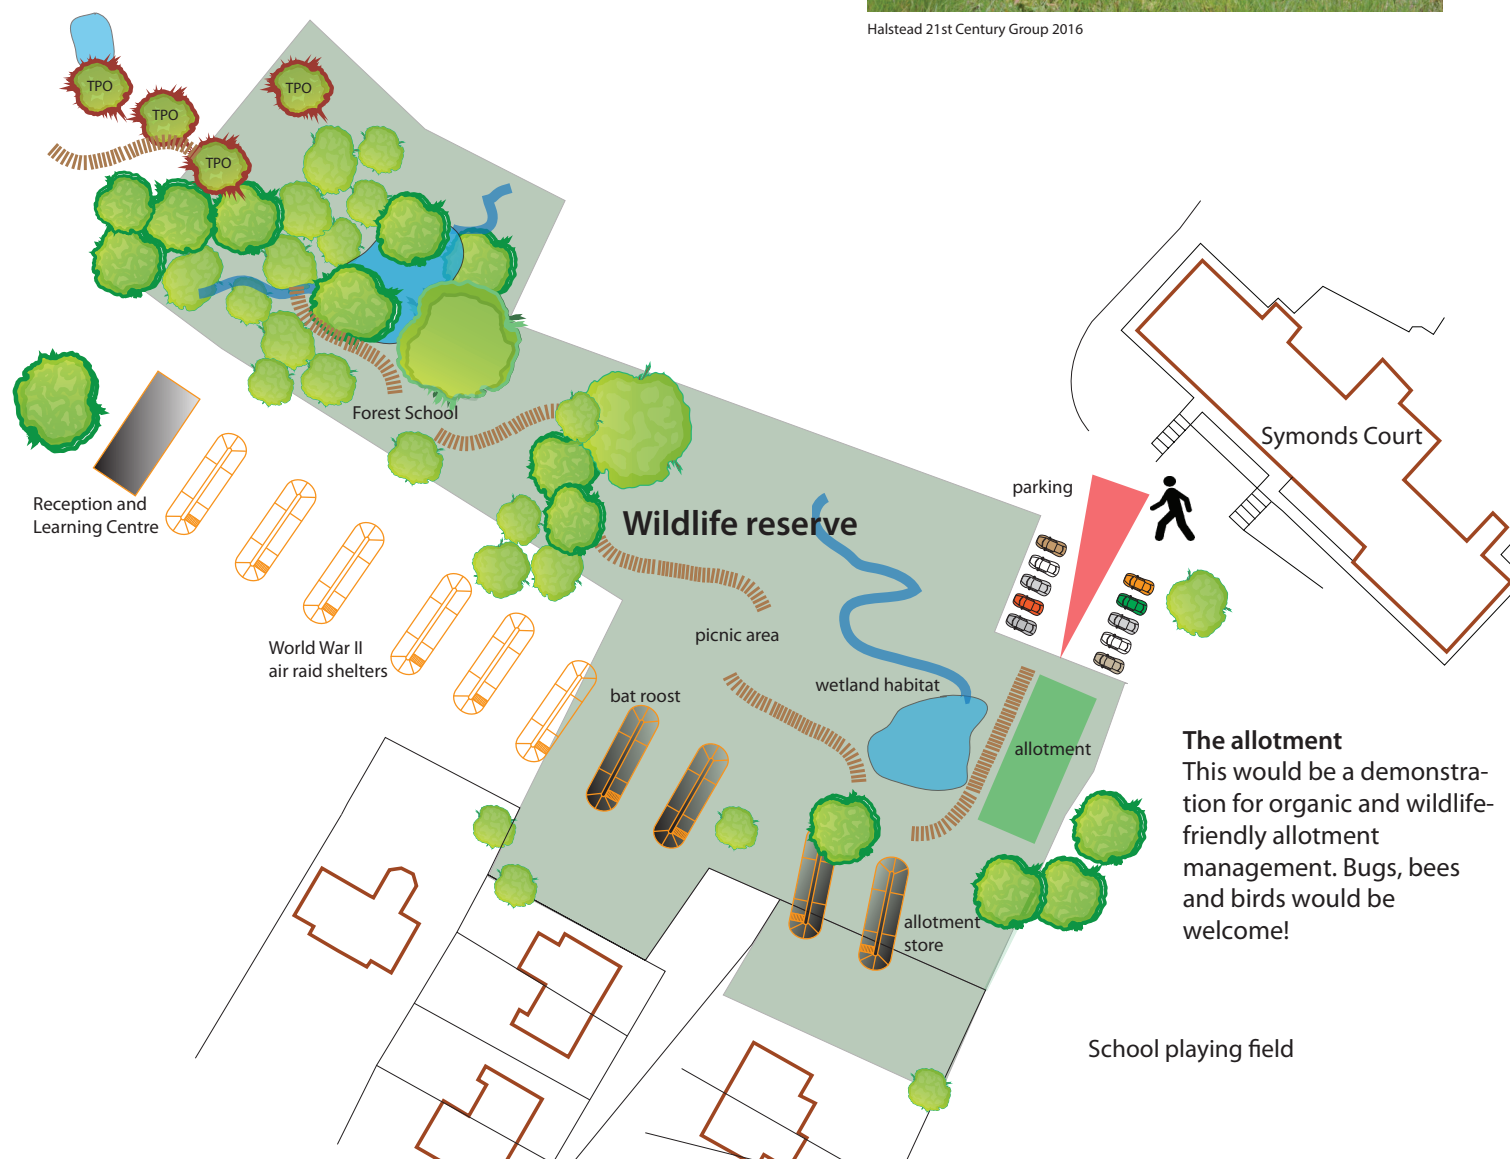 Halstead 21st Century Group 2016
TPO
TPO
TPO
TPO
Forest School
Symonds Court
parking
Reception and
Learning Centre
Wildlife reserve
World War II
air raid shelters
picnic area
bat roost
wetland habitat
allotment
The allotment
This would be a demonstra-
tion for organic and wildlife-
friendly allotment
management. Bugs, bees
and birds would be
welcome!
allotment
store
School playing field